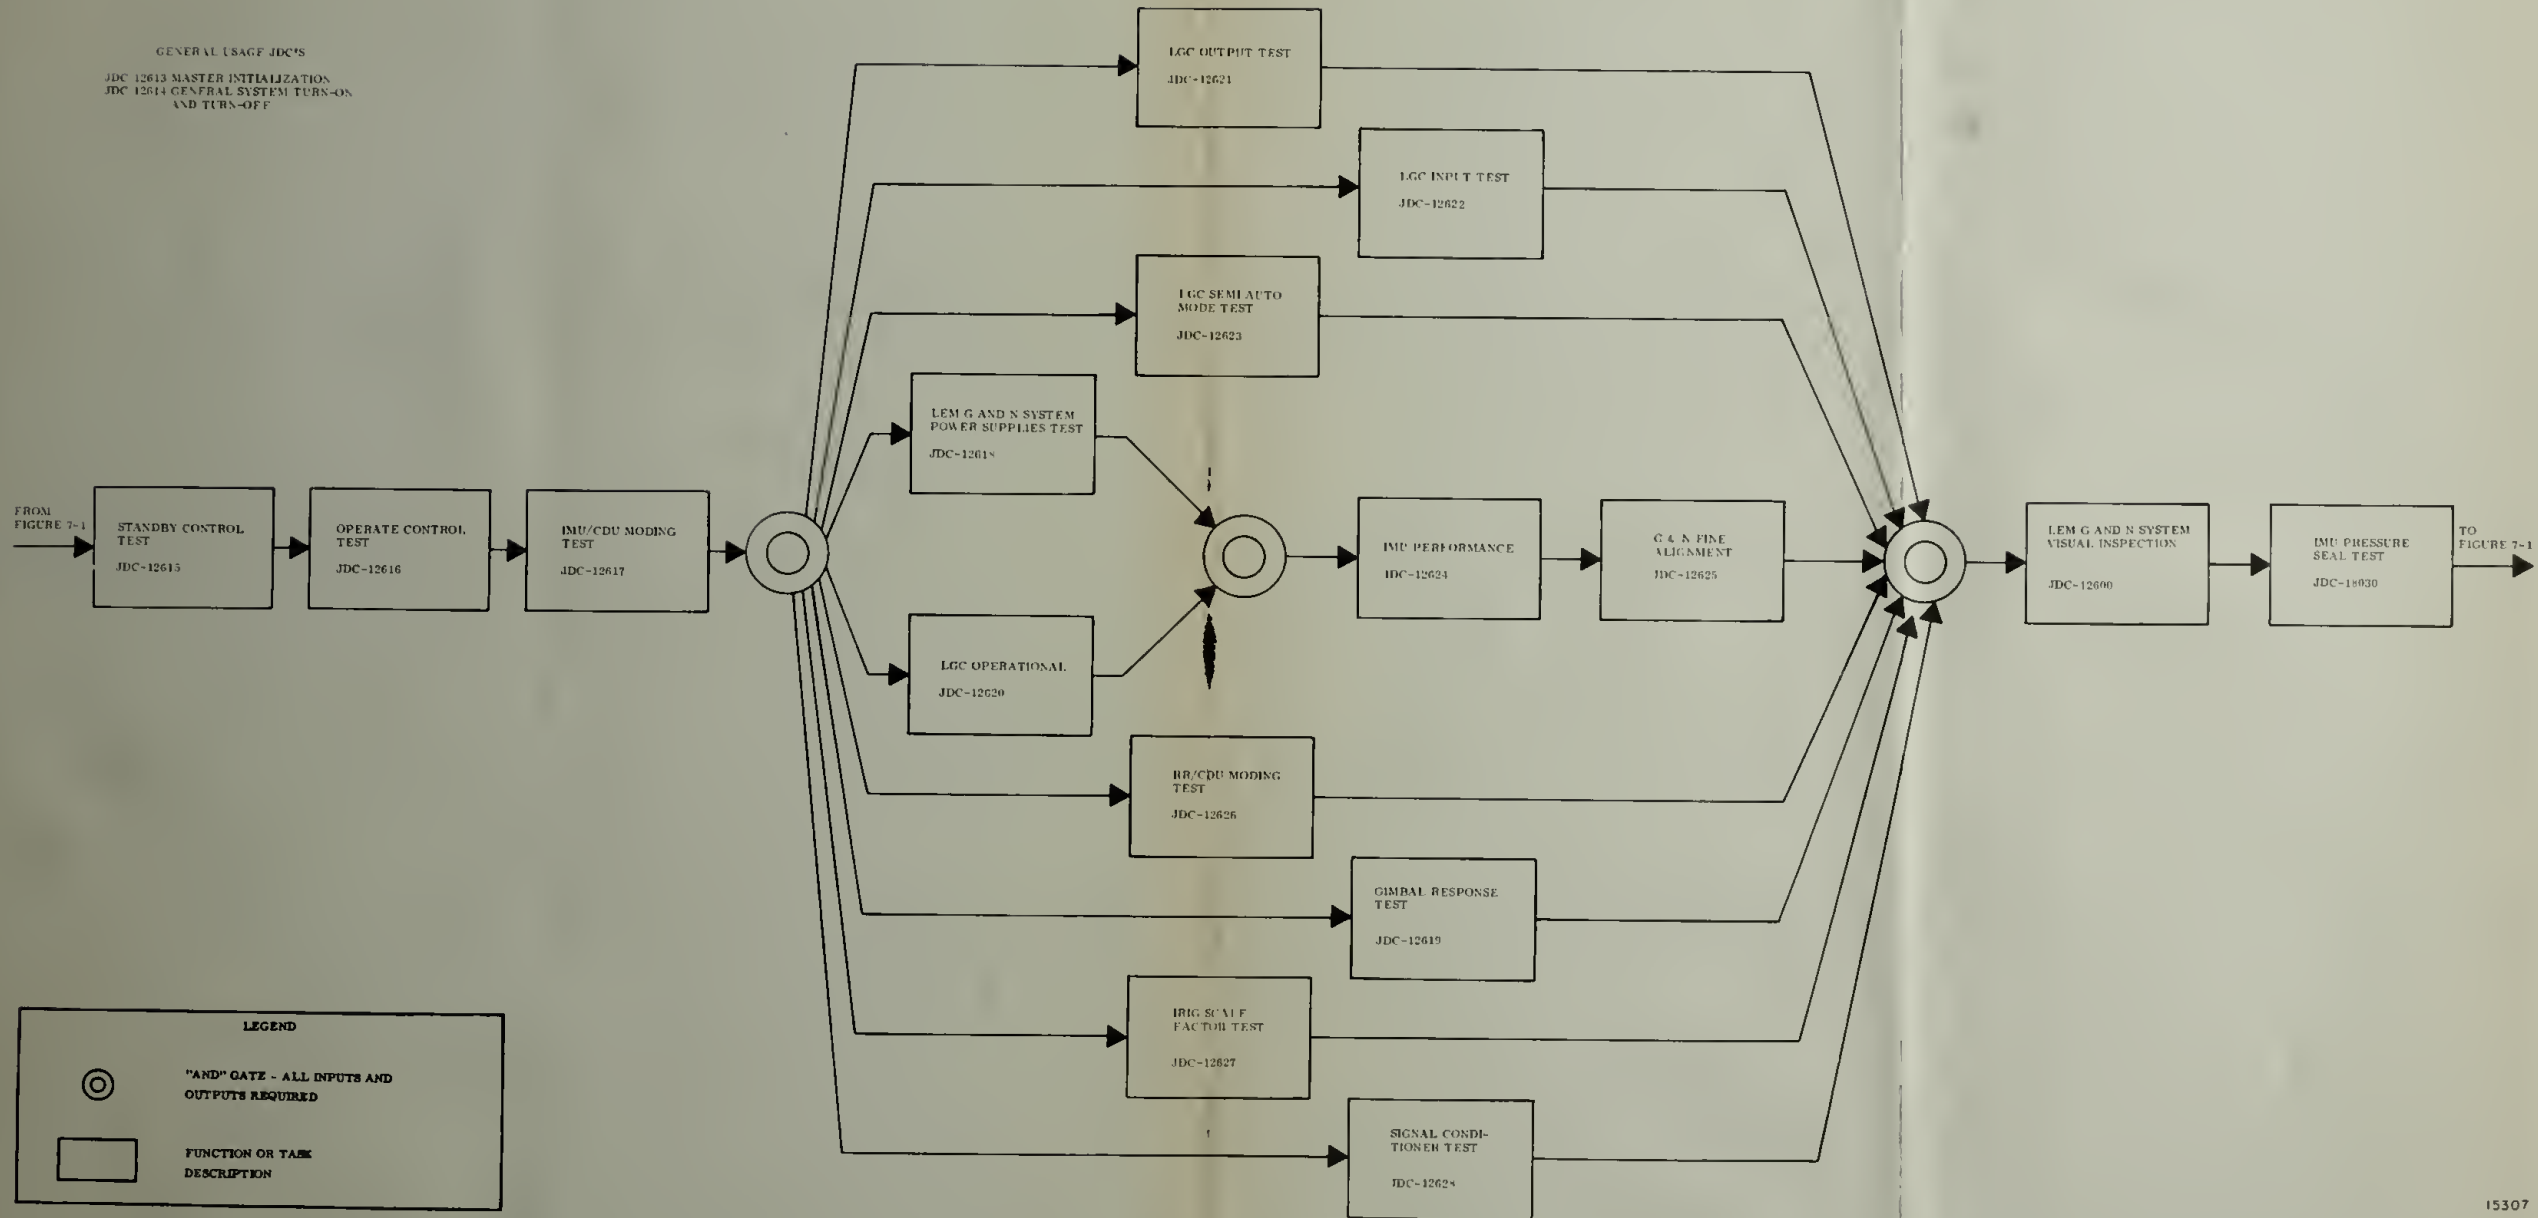 GENERAL USAGE JDC'S
JDC 12613 MASTER INITIALIZATION
JDC 12614 GENERAL SYSTEM TURN-ON
AND TURN-OFF
LGC OUTPUT TEST
JDC-12621
LGC INPUT TEST
JDC-12622
LGC SEMI AUTO
MODE TEST
JDC-12623
LEM G AND N SYSTEM
POWER SUPPLIES TEST
JDC-12618
FROM
FIGURE 7-1
STANDBY CONTROL
TEST
JDC-12615
OPERATE CONTROL
TEST
JDC-12616
IMU/CDU MODING
TEST
JDC-12617
IMU PERFORMANCE
JDC-12624
G & N FINE
ALIGNMENT
JDC-12625
LEM G AND N SYSTEM
VISUAL INSPECTION
JDC-12600
IMU PRESSURE
SEAL TEST
JDC-18030
TO
FIGURE 7-1
LGC OPERATIONAL
JDC-12620
RR/CDU MODING
TEST
JDC-12626
GIMBAL RESPONSE
TEST
JDC-12619
IRIG SCALE
FACTOR TEST
JDC-12627
SIGNAL CONDI-
TIONER TEST
JDC-12628
LEGEND
"AND" GATE - ALL INPUTS AND
OUTPUTS REQUIRED
FUNCTION OR TASK
DESCRIPTION
15307